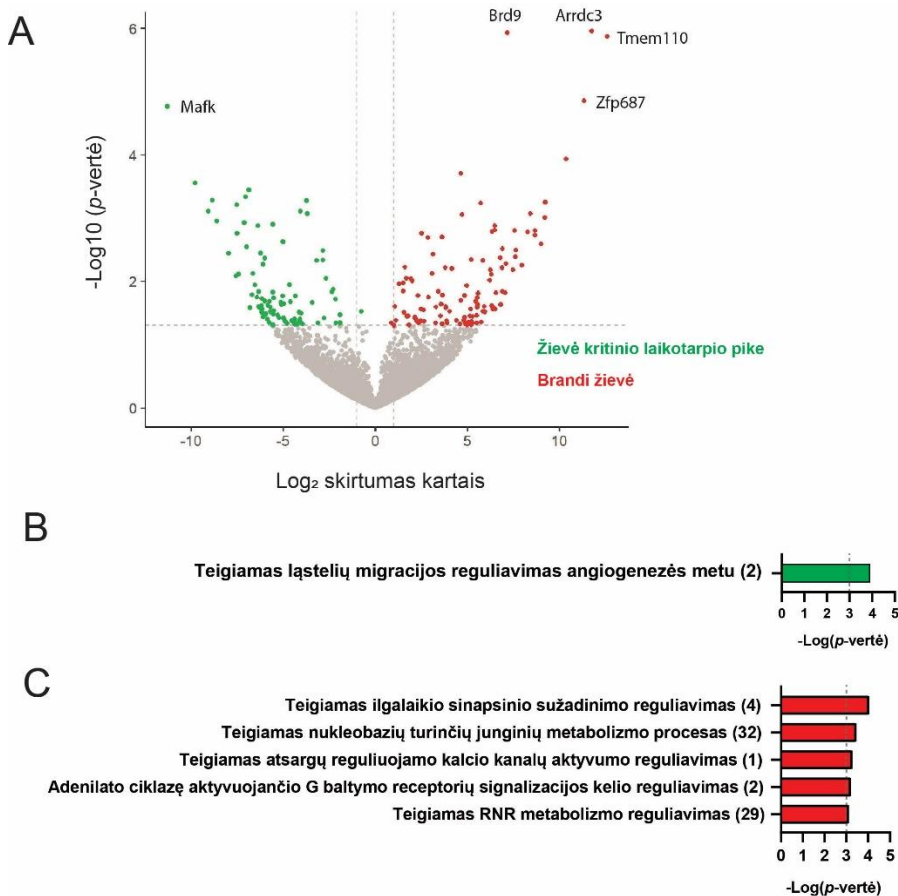 A
Brd9
Arrdc3
Tmem110
Mafk
Zfp687
6
4
2
0
-Log10 (p-vertė)
Žievė kritinio laikotarpio pike
Brandi žievė
-10
-5
0
5
10
Log₂ skirtumas kartais
B
Teigiamas ląstelių migracijos reguliavimas angiogenezės metu (2)
0 1 2 3 4 5
-Log(p-vertė)
C
Teigiamas ilgalaikio sinapsinio sužadinimo reguliavimas (4)
Teigiamas nukleobazių turinčių junginių metabolizmo procesas (32)
Teigiamas atsargų reguliuojamo kalcio kanalų aktyvumo reguliavimas (1)
Adenilato ciklazę aktyvuojančio G baltymo receptorių signalizacijos kelio reguliavimas (2)
Teigiamas RNR metabolizmo reguliavimas (29)
0 1 2 3 4 5
-Log(p-vertė)